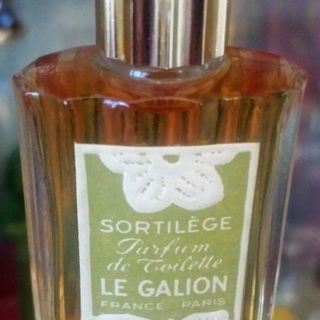 SORTILÈGE
Parfum
de Toilette
LE GALION
FRANCE PARIS